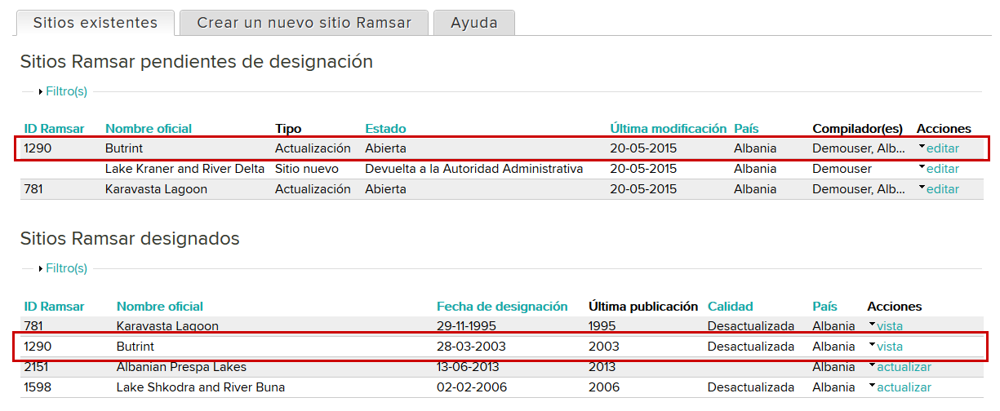 Sitios existentes Crear un nuevo sitio Ramsar Ayuda
Sitios Ramsar pendientes de designación
Filtro(s)
ID Ramsar Nombre oficial Tipo Estado Última modificación País Compilador(es) Acciones
1290 Butrint Actualización Abierta 20-05-2015 Albania Demouser, Alb... editar
Lake Kraner and River Delta Sitio nuevo Devuelta a la Autoridad Administrativa 20-05-2015 Albania Demouser editar
781 Karavasta Lagoon Actualización Abierta 20-05-2015 Albania Demouser, Alb... editar
Sitios Ramsar designados
Filtro(s)
ID Ramsar Nombre oficial Fecha de designación Última publicación Calidad País Acciones
781 Karavasta Lagoon 29-11-1995 1995 Desactualizada Albania vista
1290 Butrint 28-03-2003 2003 Desactualizada Albania vista
2151 Albanian Prespa Lakes 13-06-2013 2013 Albania actualizar
1598 Lake Shkodra and River Buna 02-02-2006 2006 Desactualizada Albania actualizar